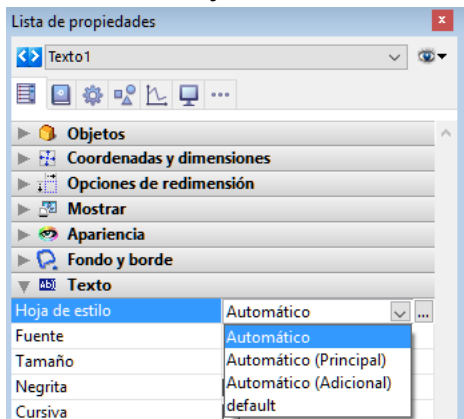 Lista de propiedades
Texto1
Objetos
Coordenadas y dimensiones
Opciones de redimensión
Mostrar
Apariencia
Fondo y borde
Texto
Hoja de estilo Automático ...
Fuente Automático
Tamaño Automático (Principal)
Negrita Automático (Adicional)
Cursiva default